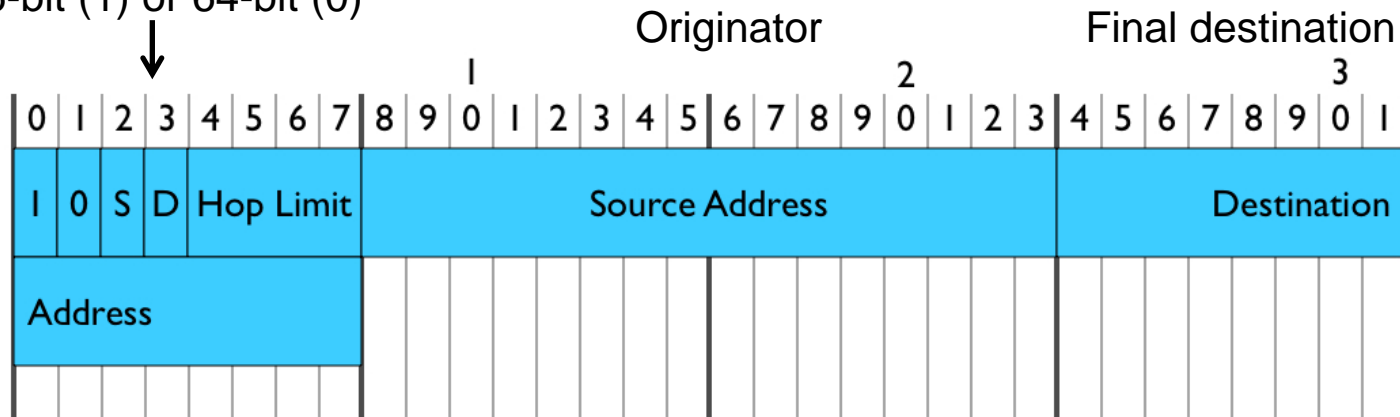 -bit (1) or 64-bit (0)
Originator Final destination
1 2 3
0 1 2 3 4 5 6 7 8 9 0 1 2 3 4 5 6 7 8 9 0 1 2 3 4 5 6 7 8 9 0 1
1 0 S D Hop Limit Source Address Destination
Address